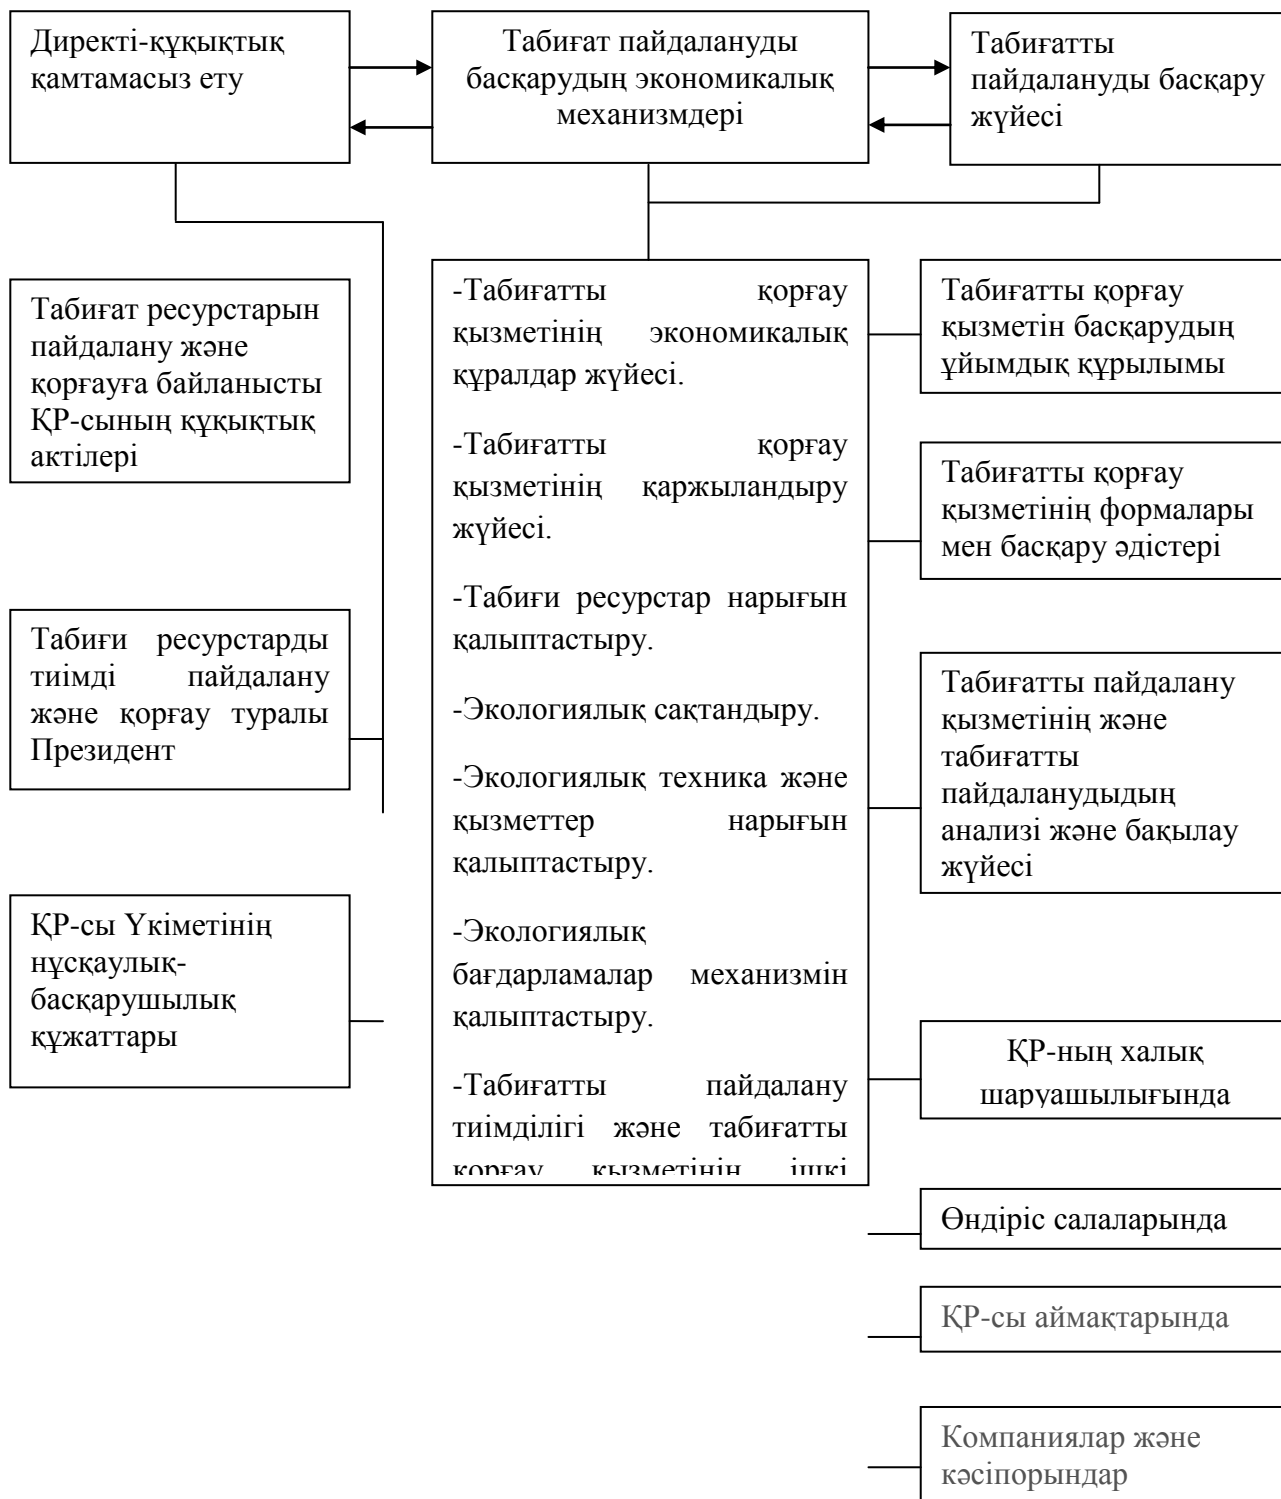 Директі-құқықтық
қамтамасыз ету
Табиғат пайдалануды
басқарудың экономикалық
механизмдері
Табиғатты
пайдалануды басқару
жүйесі
Табиғат ресурстарын
пайдалану және
қорғауға байланысты
ҚР-сының құқықтық
актілері
Табиғи ресурстарды
тиімді пайдалану
және қорғау туралы
Президент
ҚР-сы Үкіметінің
нұсқаулық-
басқарушылық
құжаттары
-Табиғатты қорғау
қызметінің экономикалық
құралдар жүйесі.
-Табиғатты қорғау
қызметінің қаржыландыру
жүйесі.
-Табиғи ресурстар нарығын
қалыптастыру.
-Экологиялық сақтандыру.
-Экологиялық техника және
қызметтер нарығын
қалыптастыру.
-Экологиялық
бағдарламалар механизмін
қалыптастыру.
-Табиғатты пайдалану
тиімділігі және табиғатты
қорғау қызметінің ішкі
Табиғатты қорғау
қызметін басқарудың
ұйымдық құрылымы
Табиғатты қорғау
қызметінің формалары
мен басқару әдістері
Табиғатты пайдалану
қызметінің және
табиғатты
пайдаланудыдың
анализі және бақылау
жүйесі
ҚР-ның халық
шаруашылығында
Өндіріс салаларында
ҚР-сы аймақтарында
Компаниялар және
кәсіпорындар